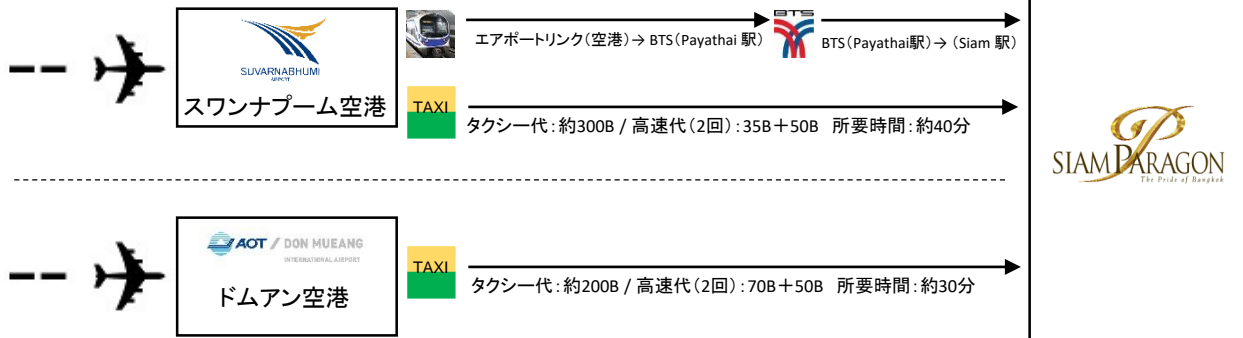 SUVARNABHUMI
AIRPORT
スワンナプーム空港
エアポートリンク(空港)→ BTS(Payathai 駅)
BTS
BTS(Payathai駅)→ (Siam 駅)
TAXI
タクシー代：約300B / 高速代(2回)：35B＋50B 所要時間：約40分
SIAM PARAGON
The Pride of Bangkok
AOT / DON MUEANG
INTERNATIONAL AIRPORT
ドムアン空港
TAXI
タクシー代：約200B / 高速代(2回)：70B＋50B 所要時間：約30分